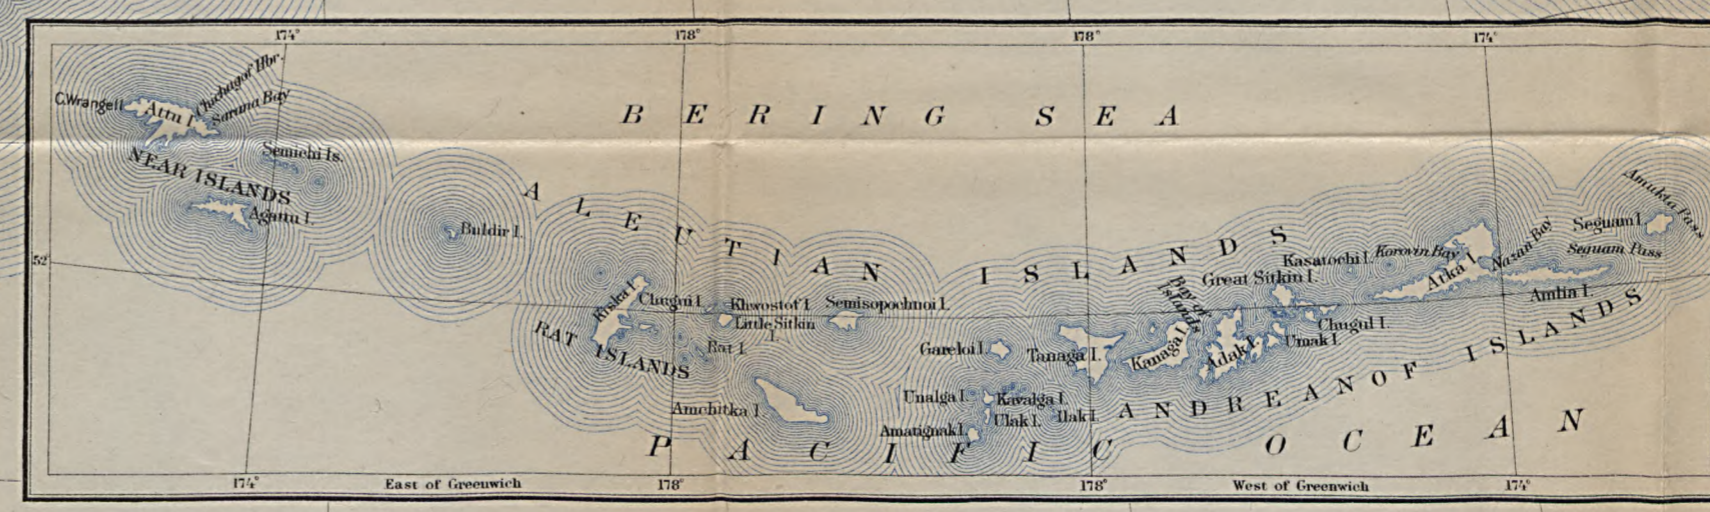 174° 178° 178° 174°
BERING SEA
C.Wrangell
Attu I.
Chichagof Hbr.
Sarana Bay
Semichi Is.
NEAR ISLANDS
Agattu I.
Buldir I.
ALEUTIAN ISLANDS
52°
Kiska I.
Chugul I.
Khwostof I.
Little Sitkin I.
Semisopochnoi I.
Rat I.
RAT ISLANDS
Amchitka I.
Gareloi I.
Unalga I.
Kavalga I.
Ulak I.
Ilak I.
Amatignak I.
Tanaga I.
Kanaga I.
Bay of Islands
Adak I.
Great Sitkin I.
Kasatochi I.
Korovin Bay
Atka I.
Nazan Bay
Chugul I.
Umak I.
Amlia I.
Seguam I.
Seguam Pass
Amukta Pass
ANDREANOF ISLANDS
PACIFIC OCEAN
174° East of Greenwich 178° 178° West of Greenwich 174°